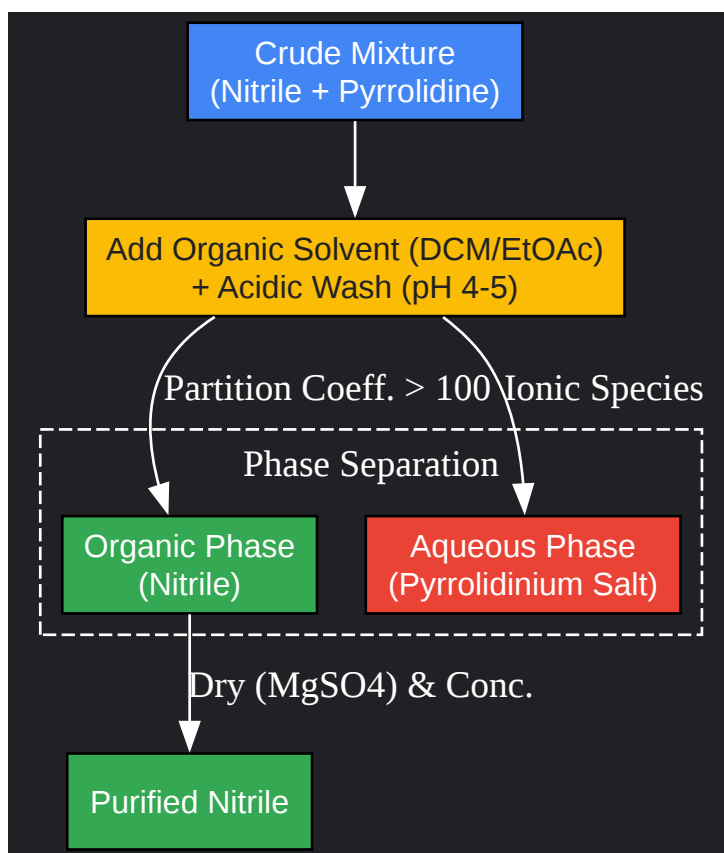 Crude Mixture
(Nitrile + Pyrrolidine)
Add Organic Solvent (DCM/EtOAc)
+ Acidic Wash (pH 4-5)
Partition Coeff. > 100
Ionic Species
Phase Separation
Organic Phase
(Nitrile)
Aqueous Phase
(Pyrrolidinium Salt)
Dry (MgSO4) & Conc.
Purified Nitrile